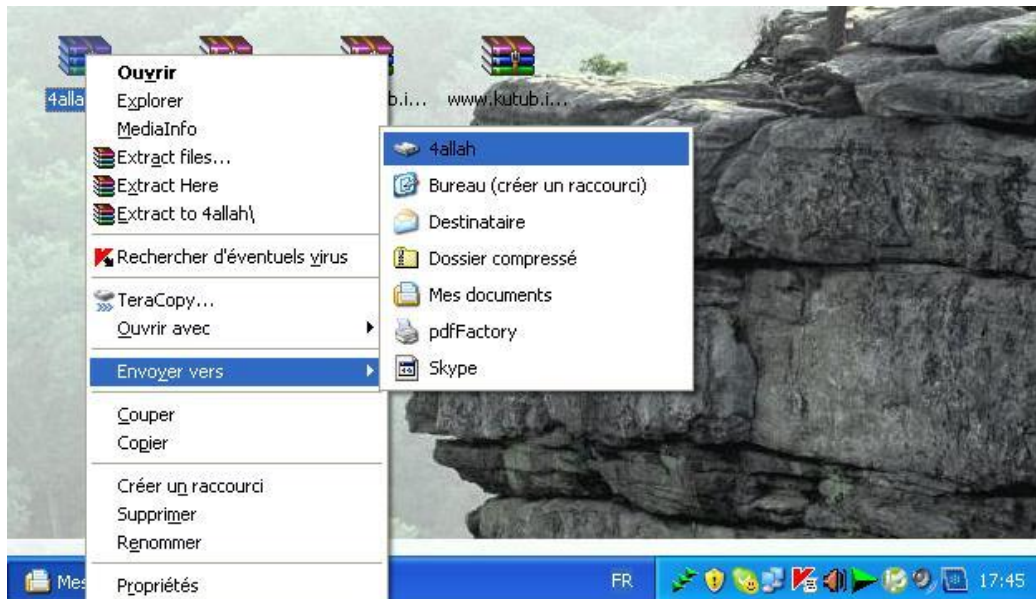 4alla
b.i...
www.kutub.i...
Ouvrir
Explorer
MediaInfo
Extract files...
Extract Here
Extract to 4allah\
Rechercher d'éventuels virus
TeraCopy...
Ouvrir avec
Envoyer vers
Couper
Copier
Créer un raccourci
Supprimer
Renommer
Propriétés
4allah
Bureau (créer un raccourci)
Destinataire
Dossier compressé
Mes documents
pdfFactory
Skype
Mes
FR
17:45